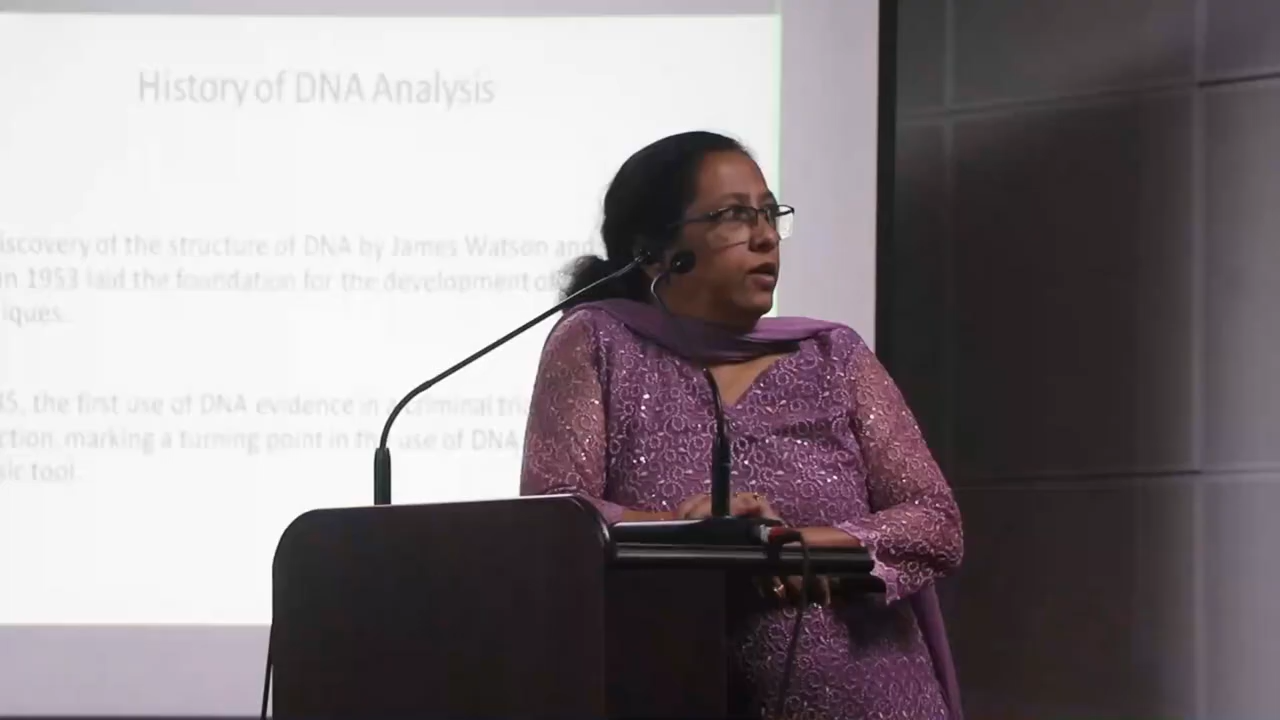 History of DNA Analysis
iscovery of the structure of DNA by James Watson and
n 1953 laid the foundation for the development of
iques.
5, the first use of DNA evidence in a criminal tri
ction, marking a turning point in the use of DNA
ic tool.